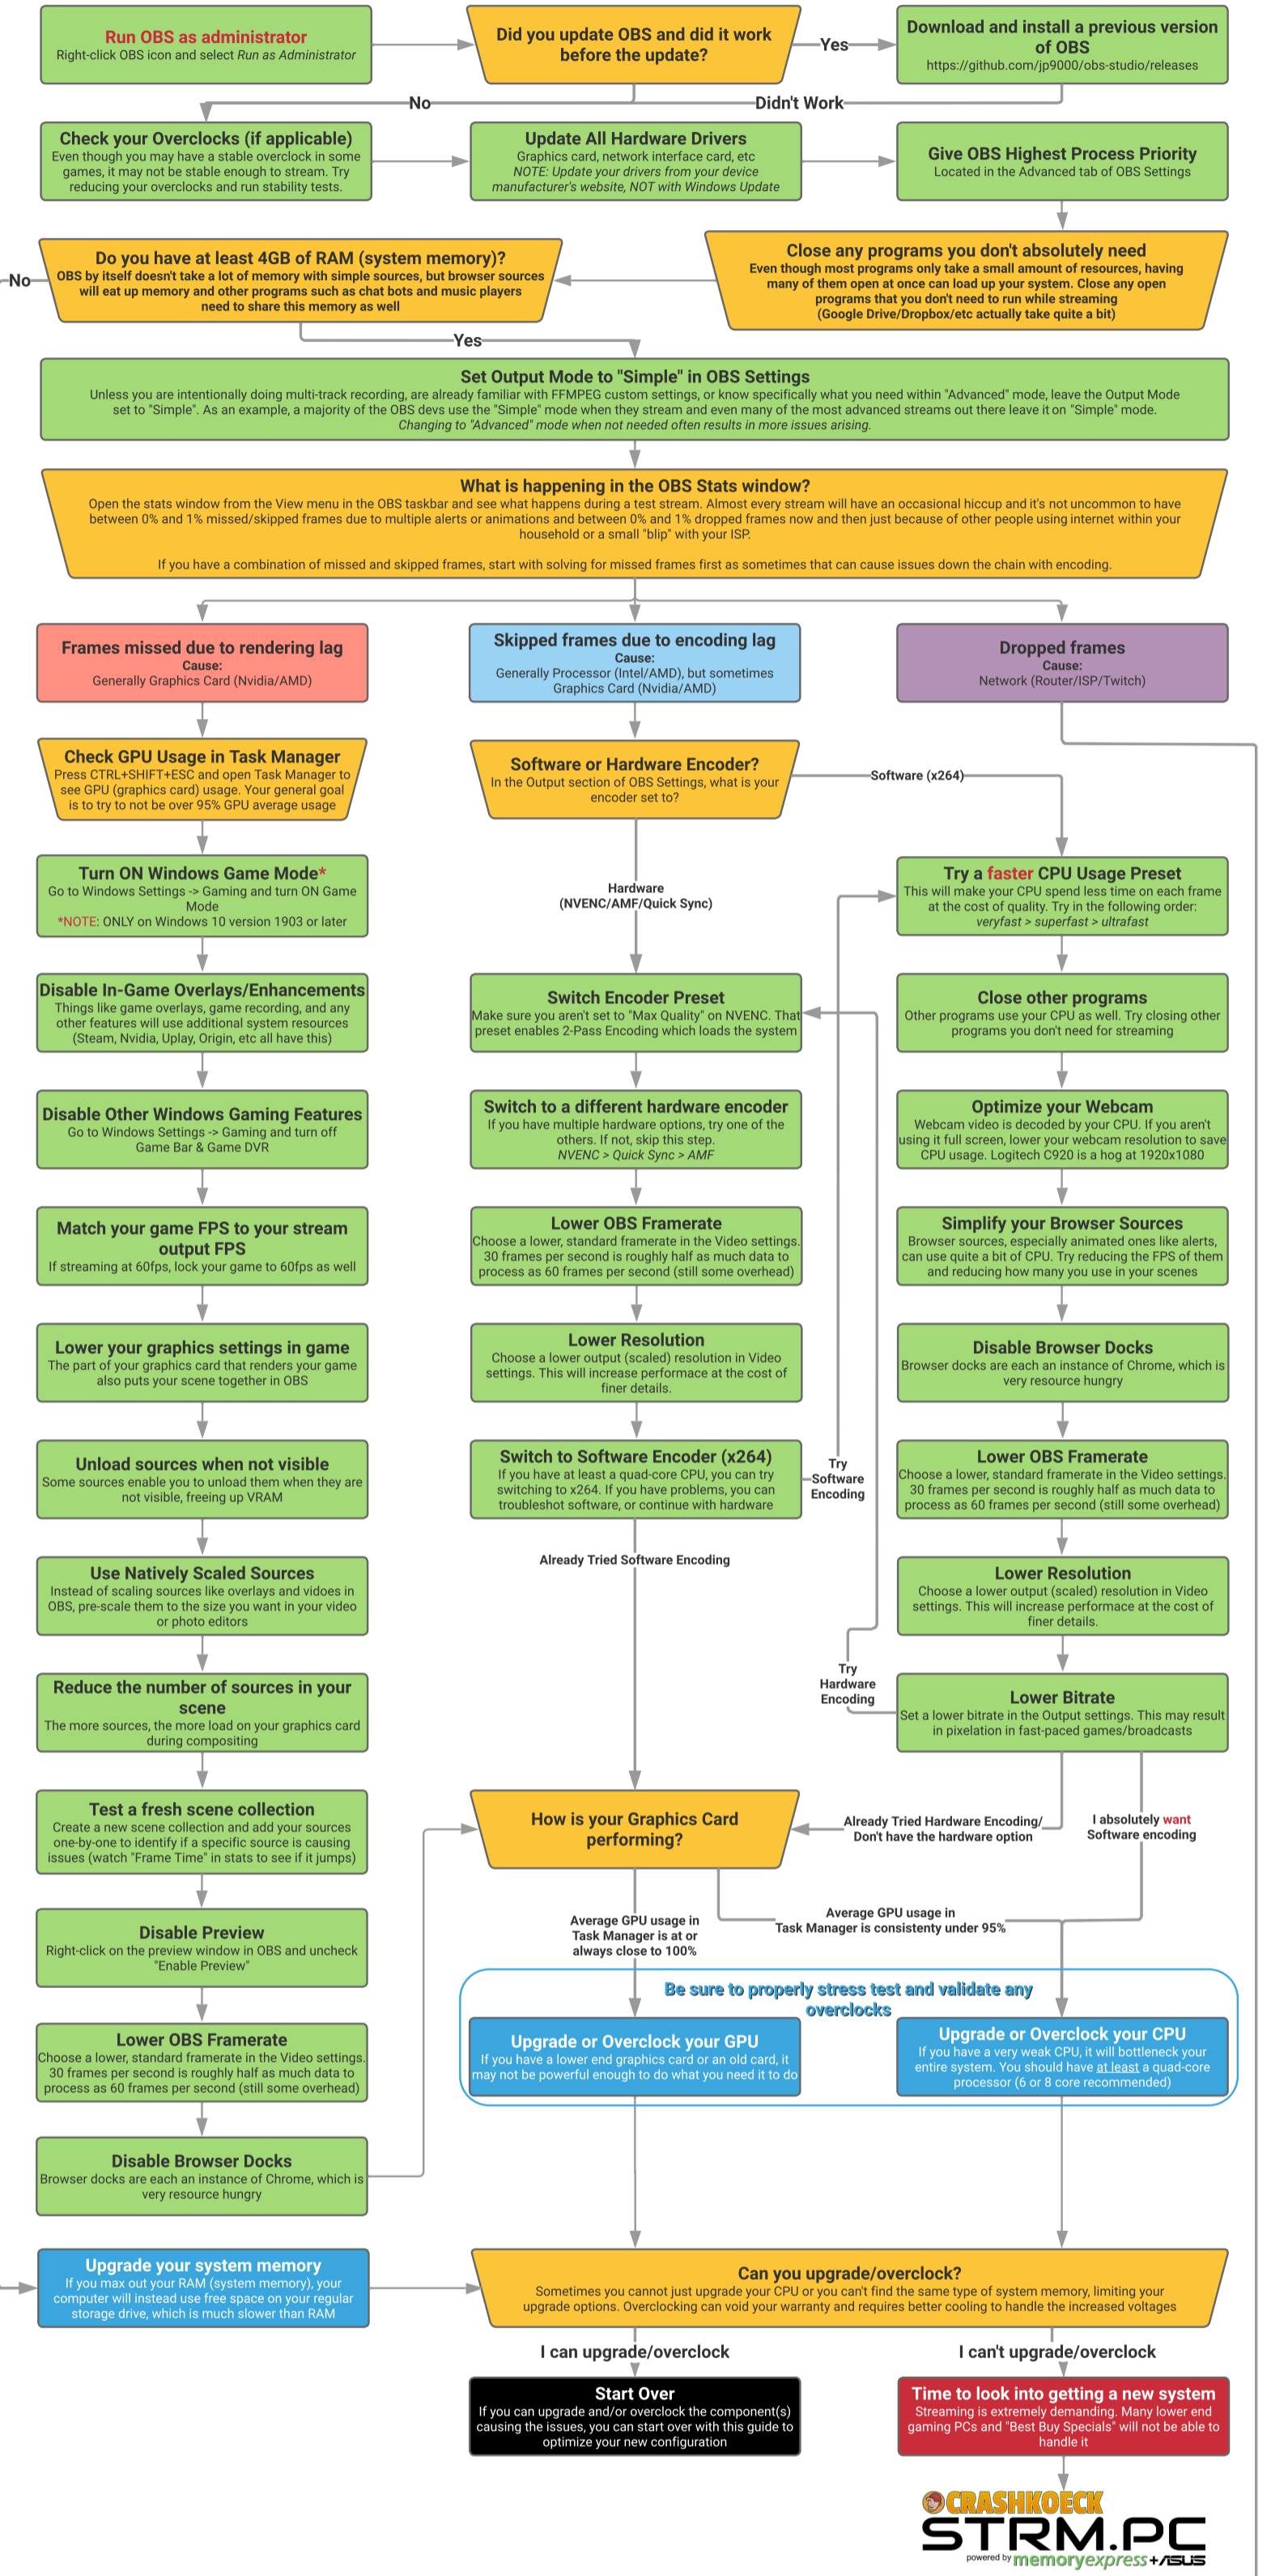 Run OBS as administrator
Right-click OBS icon and select Run as Administrator
Did you update OBS and did it work
before the update?
Yes
Download and install a previous version
of OBS
https://github.com/jp9000/obs-studio/releases
No
Didn't Work
Check your Overclocks (if applicable)
Even though you may have a stable overclock in some
games, it may not be stable enough to stream. Try
reducing your overclocks and run stability tests.
Update All Hardware Drivers
Graphics card, network interface card, etc
NOTE: Update your drivers from your device
manufacturer's website, NOT with Windows Update
Give OBS Highest Process Priority
Located in the Advanced tab of OBS Settings
No
Do you have at least 4GB of RAM (system memory)?
OBS by itself doesn't take a lot of memory with simple sources, but browser sources
will eat up memory and other programs such as chat bots and music players
need to share this memory as well
Close any programs you don't absolutely need
Even though most programs only take a small amount of resources, having
many of them open at once can load up your system. Close any open
programs that you don't need to run while streaming
(Google Drive/Dropbox/etc actually take quite a bit)
Yes
Set Output Mode to "Simple" in OBS Settings
Unless you are intentionally doing multi-track recording, are already familiar with FFMPEG custom settings, or know specifically what you need within "Advanced" mode, leave the Output Mode
set to "Simple". As an example, a majority of the OBS devs use the "Simple" mode when they stream and even many of the most advanced streams out there leave it on "Simple" mode.
Changing to "Advanced" mode when not needed often results in more issues arising.
What is happening in the OBS Stats window?
Open the stats window from the View menu in the OBS taskbar and see what happens during a test stream. Almost every stream will have an occasional hiccup and it's not uncommon to have
between 0% and 1% missed/skipped frames due to multiple alerts or animations and between 0% and 1% dropped frames now and then just because of other people using internet within your
household or a small "blip" with your ISP.
If you have a combination of missed and skipped frames, start with solving for missed frames first as sometimes that can cause issues down the chain with encoding.
Frames missed due to rendering lag
Cause:
Generally Graphics Card (Nvidia/AMD)
Skipped frames due to encoding lag
Cause:
Generally Processor (Intel/AMD), but sometimes
Graphics Card (Nvidia/AMD)
Dropped frames
Cause:
Network (Router/ISP/Twitch)
Check GPU Usage in Task Manager
Press CTRL+SHIFT+ESC and open Task Manager to
see GPU (graphics card) usage. Your general goal
is to try to not be over 95% GPU average usage
Software or Hardware Encoder?
In the Output section of OBS Settings, what is your
encoder set to?
Software (x264)
Hardware
(NVENC/AMF/Quick Sync)
Turn ON Windows Game Mode*
Go to Windows Settings -> Gaming and turn ON Game
Mode
*NOTE: ONLY on Windows 10 version 1903 or later
Try a faster CPU Usage Preset
This will make your CPU spend less time on each frame
at the cost of quality. Try in the following order:
veryfast > superfast > ultrafast
Disable In-Game Overlays/Enhancements
Things like game overlays, game recording, and any
other features will use additional system resources
(Steam, Nvidia, Uplay, Origin, etc all have this)
Switch Encoder Preset
Make sure you aren't set to "Max Quality" on NVENC. That
preset enables 2-Pass Encoding which loads the system
Close other programs
Other programs use your CPU as well. Try closing other
programs you don't need for streaming
Disable Other Windows Gaming Features
Go to Windows Settings -> Gaming and turn off
Game Bar & Game DVR
Switch to a different hardware encoder
If you have multiple hardware options, try one of the
others. If not, skip this step.
NVENC > Quick Sync > AMF
Optimize your Webcam
Webcam video is decoded by your CPU. If you aren't
using it full screen, lower your webcam resolution to save
CPU usage. Logitech C920 is a hog at 1920x1080
Match your game FPS to your stream
output FPS
If streaming at 60fps, lock your game to 60fps as well
Lower OBS Framerate
Choose a lower, standard framerate in the Video settings.
30 frames per second is roughly half as much data to
process as 60 frames per second (still some overhead)
Simplify your Browser Sources
Browser sources, especially animated ones like alerts,
can use quite a bit of CPU. Try reducing the FPS of them
and reducing how many you use in your scenes
Lower your graphics settings in game
The part of your graphics card that renders your game
also puts your scene together in OBS
Lower Resolution
Choose a lower output (scaled) resolution in Video
settings. This will increase performace at the cost of
finer details.
Disable Browser Docks
Browser docks are each an instance of Chrome, which is
very resource hungry
Unload sources when not visible
Some sources enable you to unload them when they are
not visible, freeing up VRAM
Switch to Software Encoder (x264)
If you have at least a quad-core CPU, you can try
switching to x264. If you have problems, you can
troubleshot software, or continue with hardware
Try
Software
Encoding
Lower OBS Framerate
Choose a lower, standard framerate in the Video settings.
30 frames per second is roughly half as much data to
process as 60 frames per second (still some overhead)
Already Tried Software Encoding
Use Natively Scaled Sources
Instead of scaling sources like overlays and vidoes in
OBS, pre-scale them to the size you want in your video
or photo editors
Lower Resolution
Choose a lower output (scaled) resolution in Video
settings. This will increase performace at the cost of
finer details.
Try
Hardware
Encoding
Reduce the number of sources in your
scene
The more sources, the more load on your graphics card
during compositing
Lower Bitrate
Set a lower bitrate in the Output settings. This may result
in pixelation in fast-paced games/broadcasts
Test a fresh scene collection
Create a new scene collection and add your sources
one-by-one to identify if a specific source is causing
issues (watch "Frame Time" in stats to see if it jumps)
How is your Graphics Card
performing?
Already Tried Hardware Encoding/
Don't have the hardware option
I absolutely want
Software encoding
Disable Preview
Right-click on the preview window in OBS and uncheck
"Enable Preview"
Average GPU usage in
Task Manager is at or
always close to 100%
Average GPU usage in
Task Manager is consistenty under 95%
Be sure to properly stress test and validate any
overclocks
Lower OBS Framerate
Choose a lower, standard framerate in the Video settings.
30 frames per second is roughly half as much data to
process as 60 frames per second (still some overhead)
Upgrade or Overclock your GPU
If you have a lower end graphics card or an old card, it
may not be powerful enough to do what you need it to do
Upgrade or Overclock your CPU
If you have a very weak CPU, it will bottleneck your
entire system. You should have at least a quad-core
processor (6 or 8 core recommended)
Disable Browser Docks
Browser docks are each an instance of Chrome, which is
very resource hungry
Upgrade your system memory
If you max out your RAM (system memory), your
computer will instead use free space on your regular
storage drive, which is much slower than RAM
Can you upgrade/overclock?
Sometimes you cannot just upgrade your CPU or you can't find the same type of system memory, limiting your
upgrade options. Overclocking can void your warranty and requires better cooling to handle the increased voltages
I can upgrade/overclock
I can't upgrade/overclock
Start Over
If you can upgrade and/or overclock the component(s)
causing the issues, you can start over with this guide to
optimize your new configuration
Time to look into getting a new system
Streaming is extremely demanding. Many lower end
gaming PCs and "Best Buy Specials" will not be able to
handle it
CRASHKOECK
STRM.PC
powered by memoryexpress + ASUS